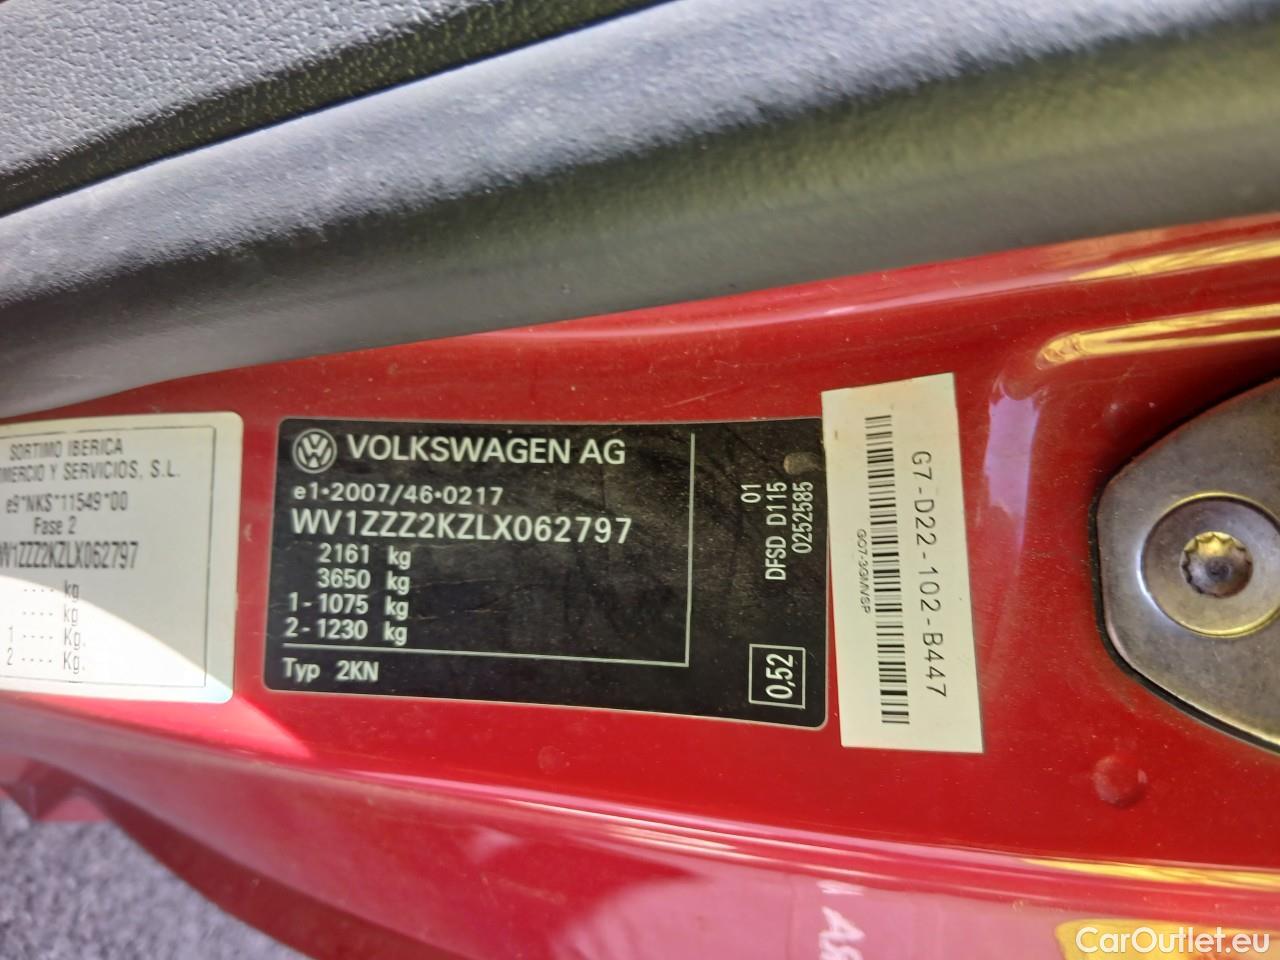 SORTIMO IBERICA
Y SERVICIOS, S.L.
e9*NKS*11549*00
Fase 2
WV1ZZZ2KZLX062797
---- kg
---- kg
1 ---- Kg.
2 ---- Kg.
VOLKSWAGEN AG
e1•2007/46•0217
WV1ZZZ2KZLX062797
2161 kg
3650 kg
1 - 1075 kg
2 - 1230 kg
Typ 2KN
01
DFSD D115
0252585
0,52
G7-D22-102-B447
CarOutlet.eu